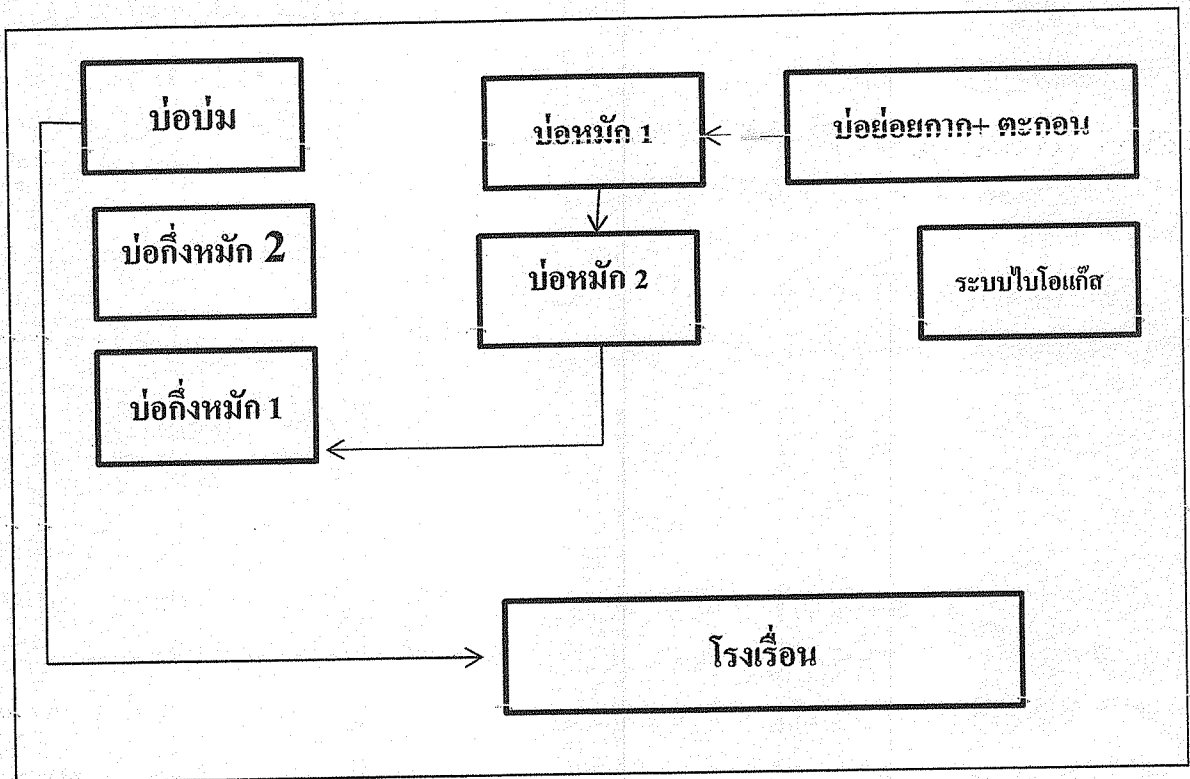 บ่อบ่ม
บ่อหมัก 1
บ่อย่อยกาก+ ตะกอน
บ่อกึ่งหมัก 2
บ่อหมัก 2
ระบบไบโอแก๊ส
บ่อกึ่งหมัก 1
โรงเรื่อน